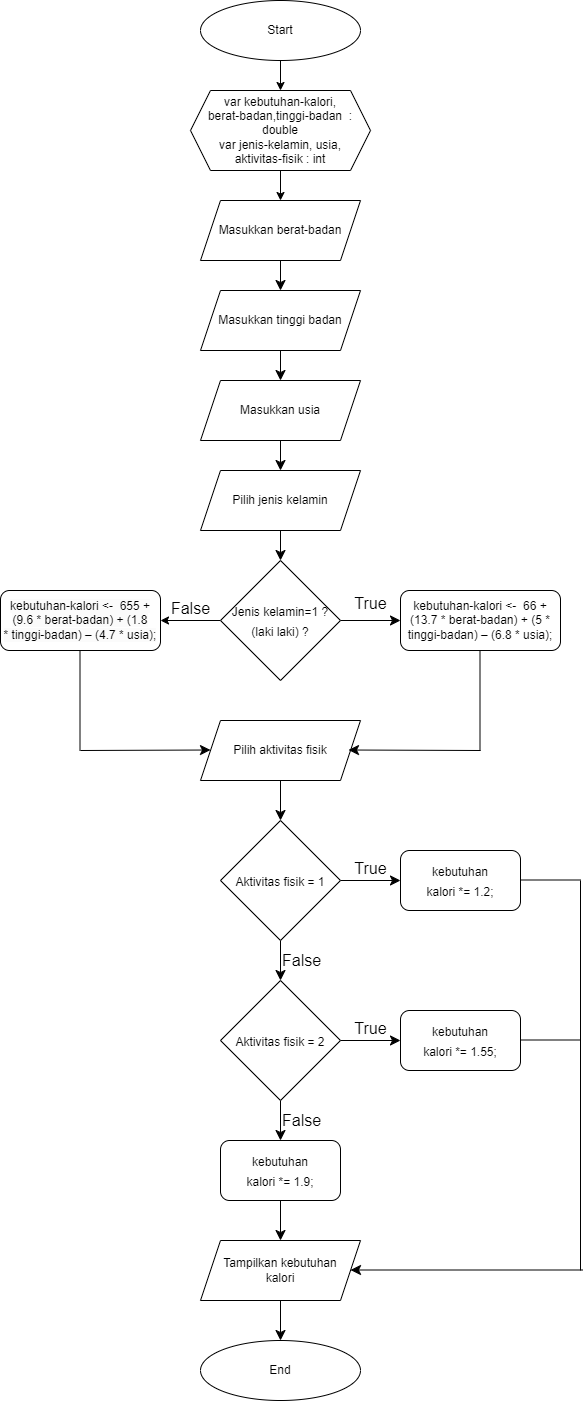 Start
var kebutuhan-kalori,
berat-badan,tinggi-badan :
double
var jenis-kelamin, usia,
aktivitas-fisik : int
Masukkan berat-badan
Masukkan tinggi badan
Masukkan usia
Pilih jenis kelamin
Jenis kelamin=1 ?
(laki laki) ?
False
True
kebutuhan-kalori <- 655 +
(9.6 * berat-badan) + (1.8
* tinggi-badan) – (4.7 * usia);
kebutuhan-kalori <- 66 +
(13.7 * berat-badan) + (5 *
tinggi-badan) – (6.8 * usia);
Pilih aktivitas fisik
Aktivitas fisik = 1
True
kebutuhan
kalori *= 1.2;
False
Aktivitas fisik = 2
True
kebutuhan
kalori *= 1.55;
False
kebutuhan
kalori *= 1.9;
Tampilkan kebutuhan
kalori
End